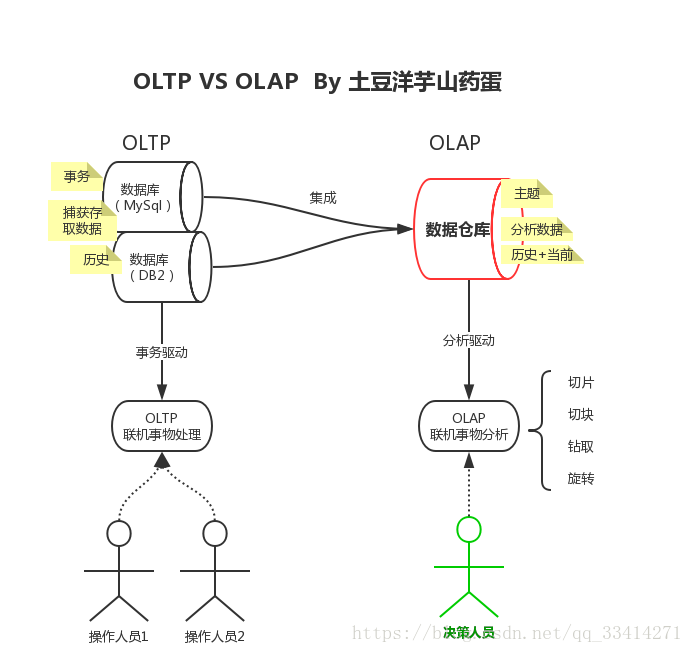 OLTP VS OLAP  By 土豆洋芋山药蛋
OLTP
OLAP
事务
数据库
（MySql）
捕获存
取数据
历史
数据库
（DB2）
集成
数据仓库
主题
分析数据
历史+当前
事务驱动
分析驱动
OLTP
联机事物处理
OLAP
联机事物分析
切片
切块
钻取
旋转
操作人员1
操作人员2
决策人员
https://blog.csdn.net/qq_33414271